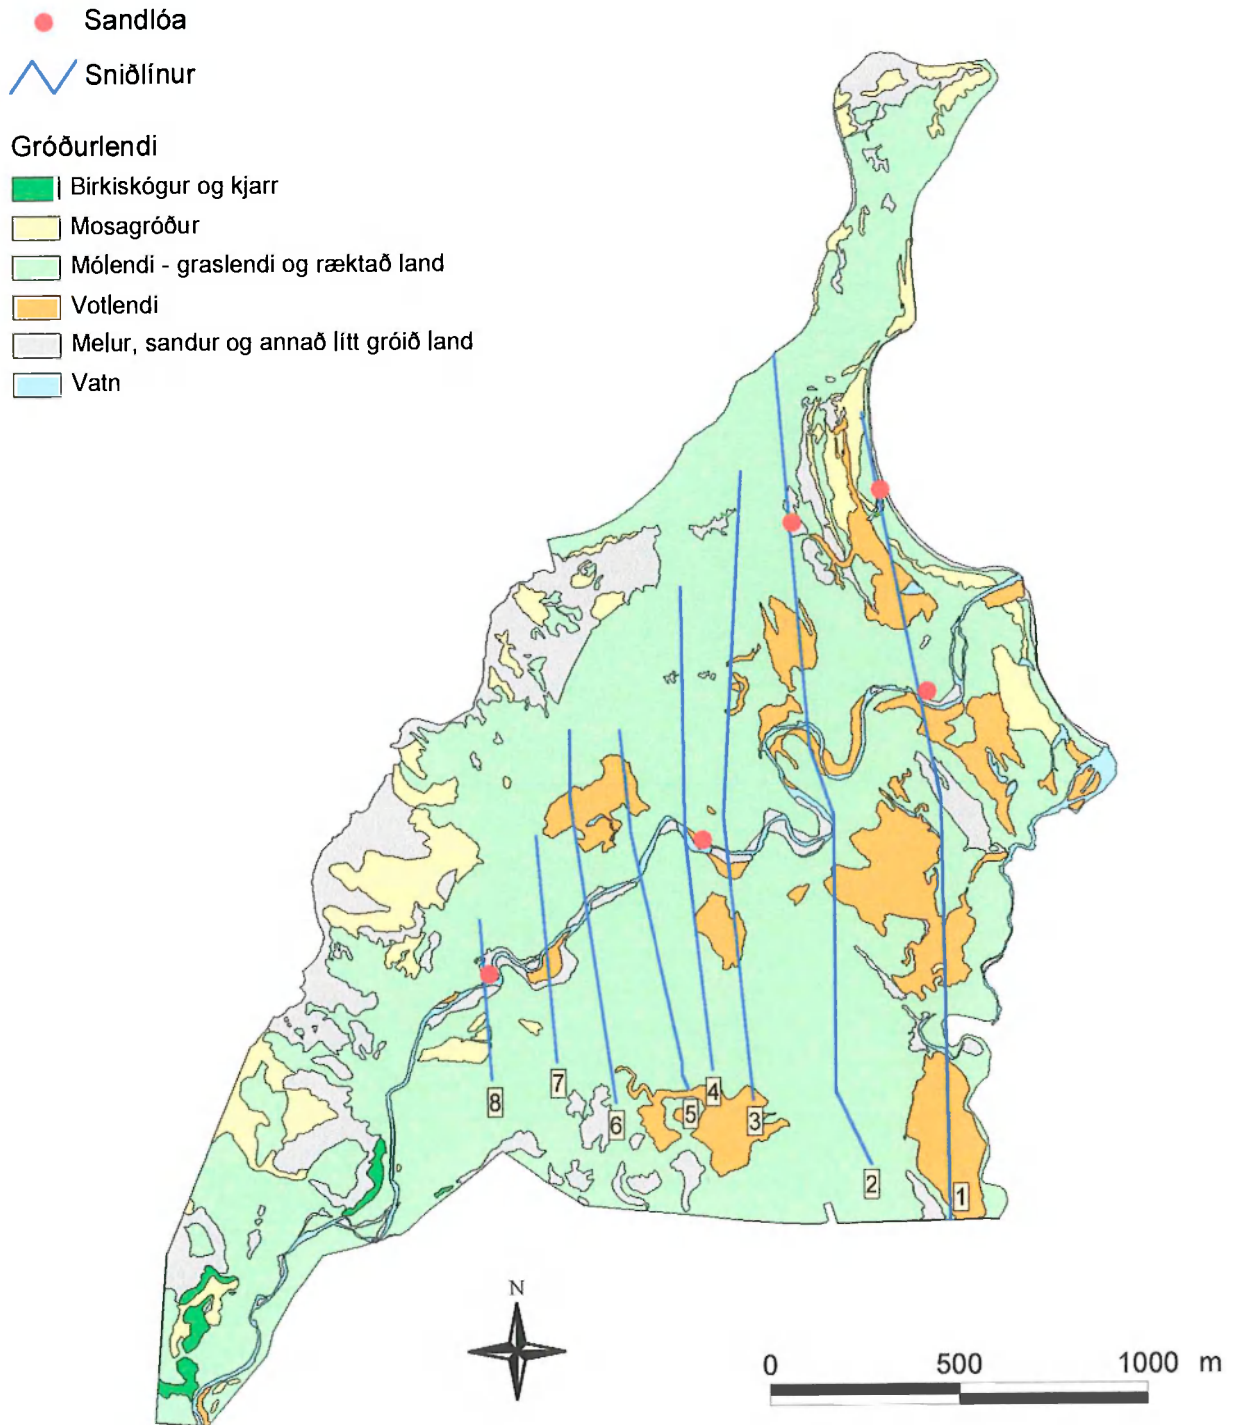 Sandlóa
Sniðlínur
Gróðurlendi
Birkiskógur og kjarr
Mosagróður
Mólendi - graslendi og ræktað land
Votlendi
Melur, sandur og annað lítt gróið land
Vatn
8
7
6
5
4
3
2
1
N
0 500 1000 m